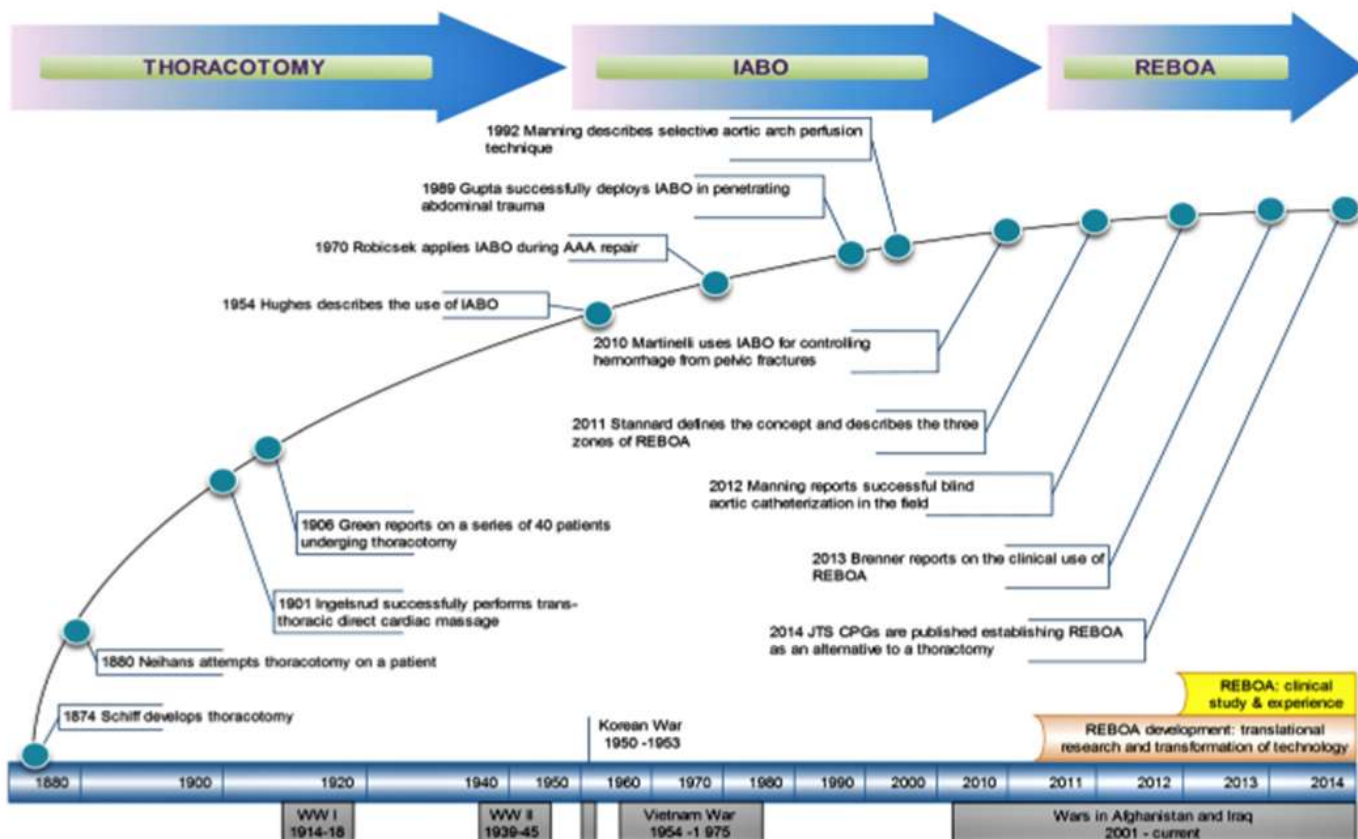 THORACOTOMY
IABO
REBOA
1992 Manning describes selective aortic arch perfusion
technique
1989 Gupta successfully deploys IABO in penetrating
abdominal trauma
1970 Robicsek applies IABO during AAA repair
1954 Hughes describes the use of IABO
2010 Martinelli uses IABO for controlling
hemorrhage from pelvic fractures
2011 Stannard defines the concept and describes the three
zones of REBOA
2012 Manning reports successful blind
aortic catheterization in the field
1906 Green reports on a series of 40 patients
underging thoracotomy
2013 Brenner reports on the clinical use of
REBOA
1901 Ingelsrud successfully performs trans-
thoracic direct cardiac massage
2014 JTS CPGs are published establishing REBOA
as an alternative to a thoractomy
1880 Neihans attempts thoracotomy on a patient
1874 Schiff develops thoracotomy
Korean War
1950 -1953
REBOA: clinical
study & experience
REBOA development: translational
research and transformation of technology
1880 1900 1920 1940 1950 1960 1970 1980 1990 2000 2010 2011 2012 2013 2014
WW I
1914-18
WW II
1939-45
Vietnam War
1954 -1 975
Wars in Afghanistan and Iraq
2001 - current